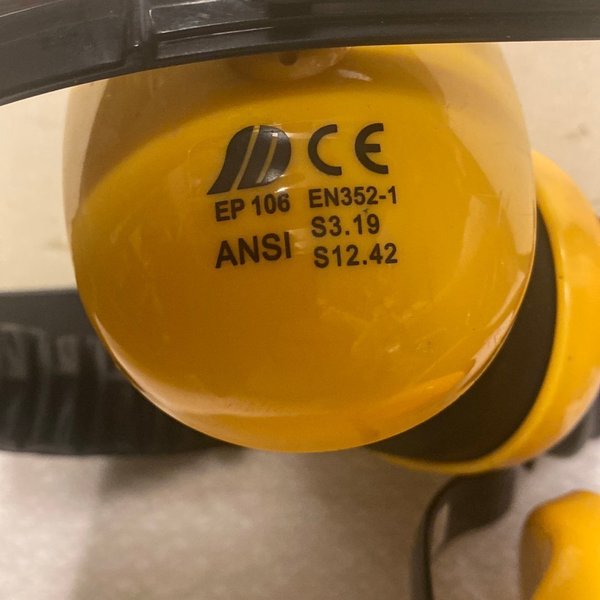 CE
EP 106 EN352-1
ANSI S3.19
S12.42